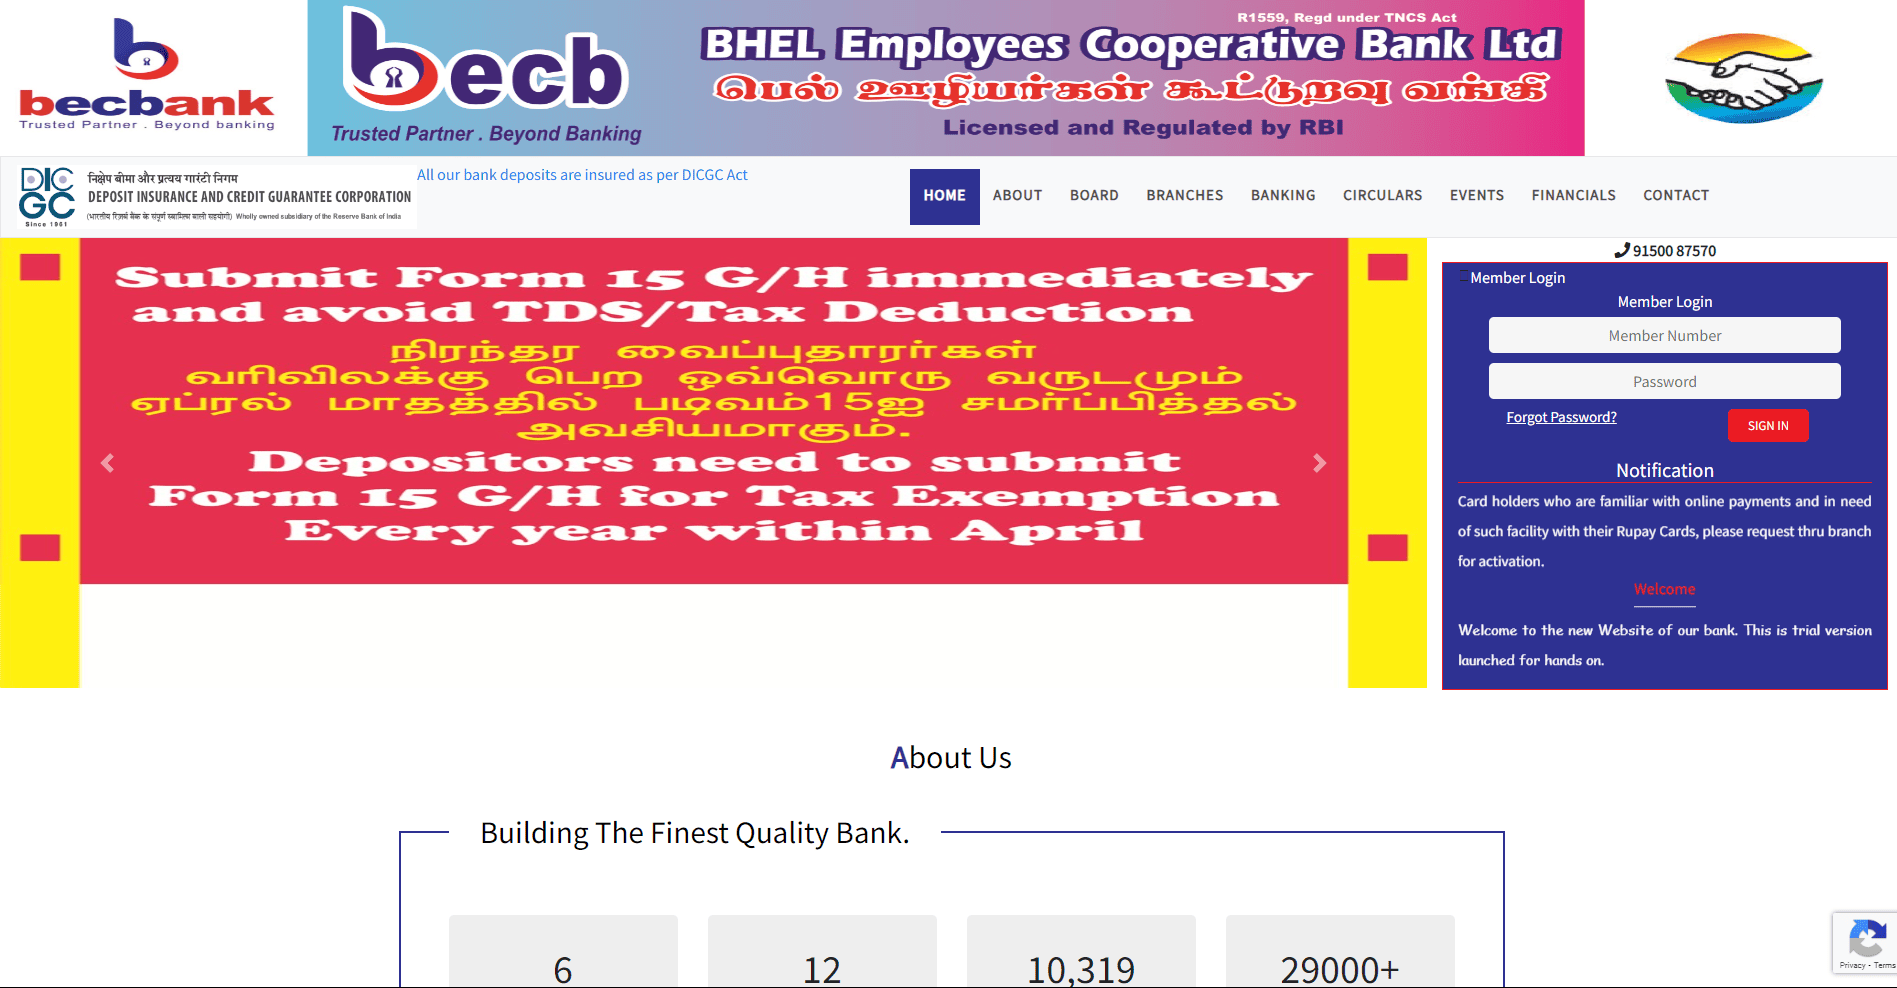 becbank
Trusted Partner . Beyond banking
becb
Trusted Partner . Beyond Banking
R1559, Regd under TNCS Act
BHEL Employees Cooperative Bank Ltd
பெல் ஊழியர்கள் கூட்டுறவு வங்கி
Licensed and Regulated by RBI
DICGC
Since 1961
निक्षेप बीमा और प्रत्यय गारंटी निगम
DEPOSIT INSURANCE AND CREDIT GUARANTEE CORPORATION
(भारतीय रिज़र्व बैंक के संपूर्ण स्वामित्व वाली सहयोगी) Wholly owned subsidiary of the Reserve Bank of India
All our bank deposits are insured as per DICGC Act
HOME ABOUT BOARD BRANCHES BANKING CIRCULARS EVENTS FINANCIALS CONTACT
Submit Form 15 G/H immediately
and avoid TDS/Tax Deduction
நிரந்தர வைப்புதாரர்கள்
வரிவிலக்கு பெற ஒவ்வொரு வருடமும்
ஏப்ரல் மாதத்தில் படிவம்15ஐ சமர்ப்பித்தல்
அவசியமாகும்.
Depositors need to submit
Form 15 G/H for Tax Exemption
Every year within April
91500 87570
Member Login
Member Login
Member Number
Password
Forgot Password?
SIGN IN
Notification
Card holders who are familiar with online payments and in need
of such facility with their Rupay Cards, please request thru branch
for activation.
Welcome
Welcome to the new Website of our bank. This is trial version
launched for hands on.
About Us
Building The Finest Quality Bank.
6
12
10,319
29000+
Privacy - Terms